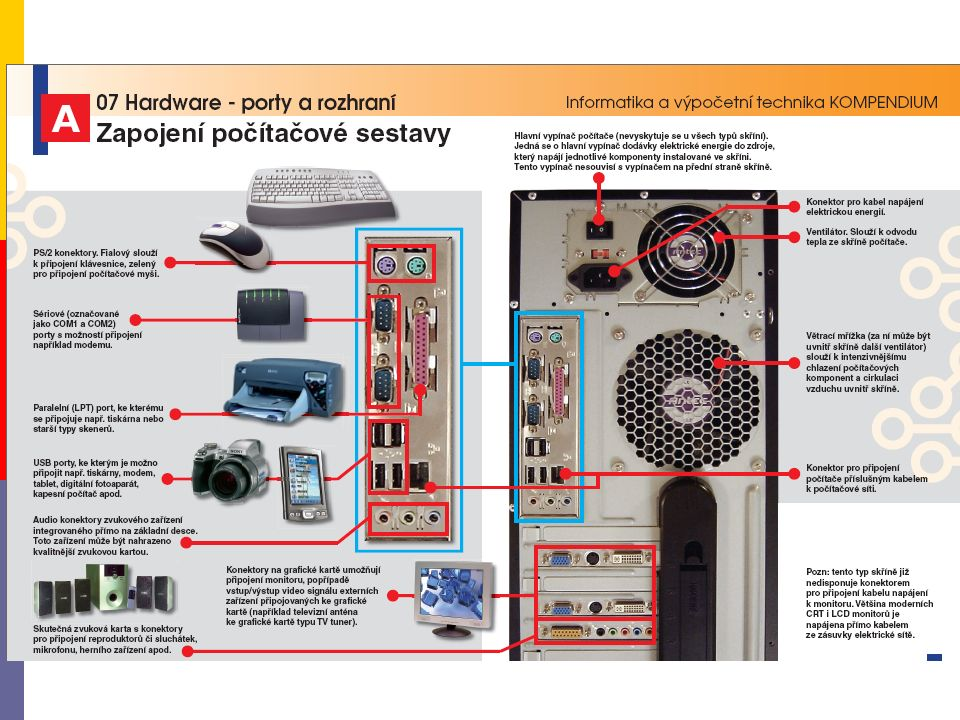 A
07 Hardware - porty a rozhraní
Informatika a výpočetní technika KOMPENDIUM
Zapojení počítačové sestavy
Hlavní vypínač počítače (nevyskytuje se u všech typů skříní).
Jedná se o hlavní vypínač dodávky elektrické energie do zdroje,
který napájí jednotlivé komponenty instalované ve skříni.
Tento vypínač nesouvisí s vypínačem na přední straně skříně.
Konektor pro kabel napájení
elektrickou energií.
Ventilátor. Slouží k odvodu
tepla ze skříně počítače.
PS/2 konektory. Fialový slouží
k připojení klávesnice, zelený
pro připojení počítačové myši.
Sériové (označované
jako COM1 a COM2)
porty s možností připojení
například modemu.
Větrací mřížka (za ní může být
uvnitř skříně další ventilátor)
slouží k intenzivnějšímu
chlazení počítačových
komponent a cirkulaci
vzduchu uvnitř skříně.
ANTEC
Paralelní (LPT) port, ke kterému
se připojuje např. tiskárna nebo
starší typy skenerů.
USB porty, ke kterým je možno
připojit např. tiskárny, modem,
tablet, digitální fotoaparát,
kapesní počítač apod.
SONY
Konektor pro připojení
počítače příslušným kabelem
k počítačové síti.
Audio konektory zvukového zařízení
integrovaného přímo na základní desce.
Toto zařízení může být nahrazeno
kvalitnější zvukovou kartou.
Konektory na grafické kartě umožňují
připojení monitoru, popřípadě
vstup/výstup video signálu externích
zařízení připojovaných ke grafické
kartě (například televizní anténa
ke grafické kartě typu TV tuner).
Pozn: tento typ skříně již
nedisponuje konektorem
pro připojení kabelu napájení
k monitoru. Většina moderních
CRT i LCD monitorů je
napájena přímo kabelem
ze zásuvky elektrické sítě.
Skutečná zvuková karta s konektory
pro připojení reproduktorů či sluchátek,
mikrofonu, herního zařízení apod.